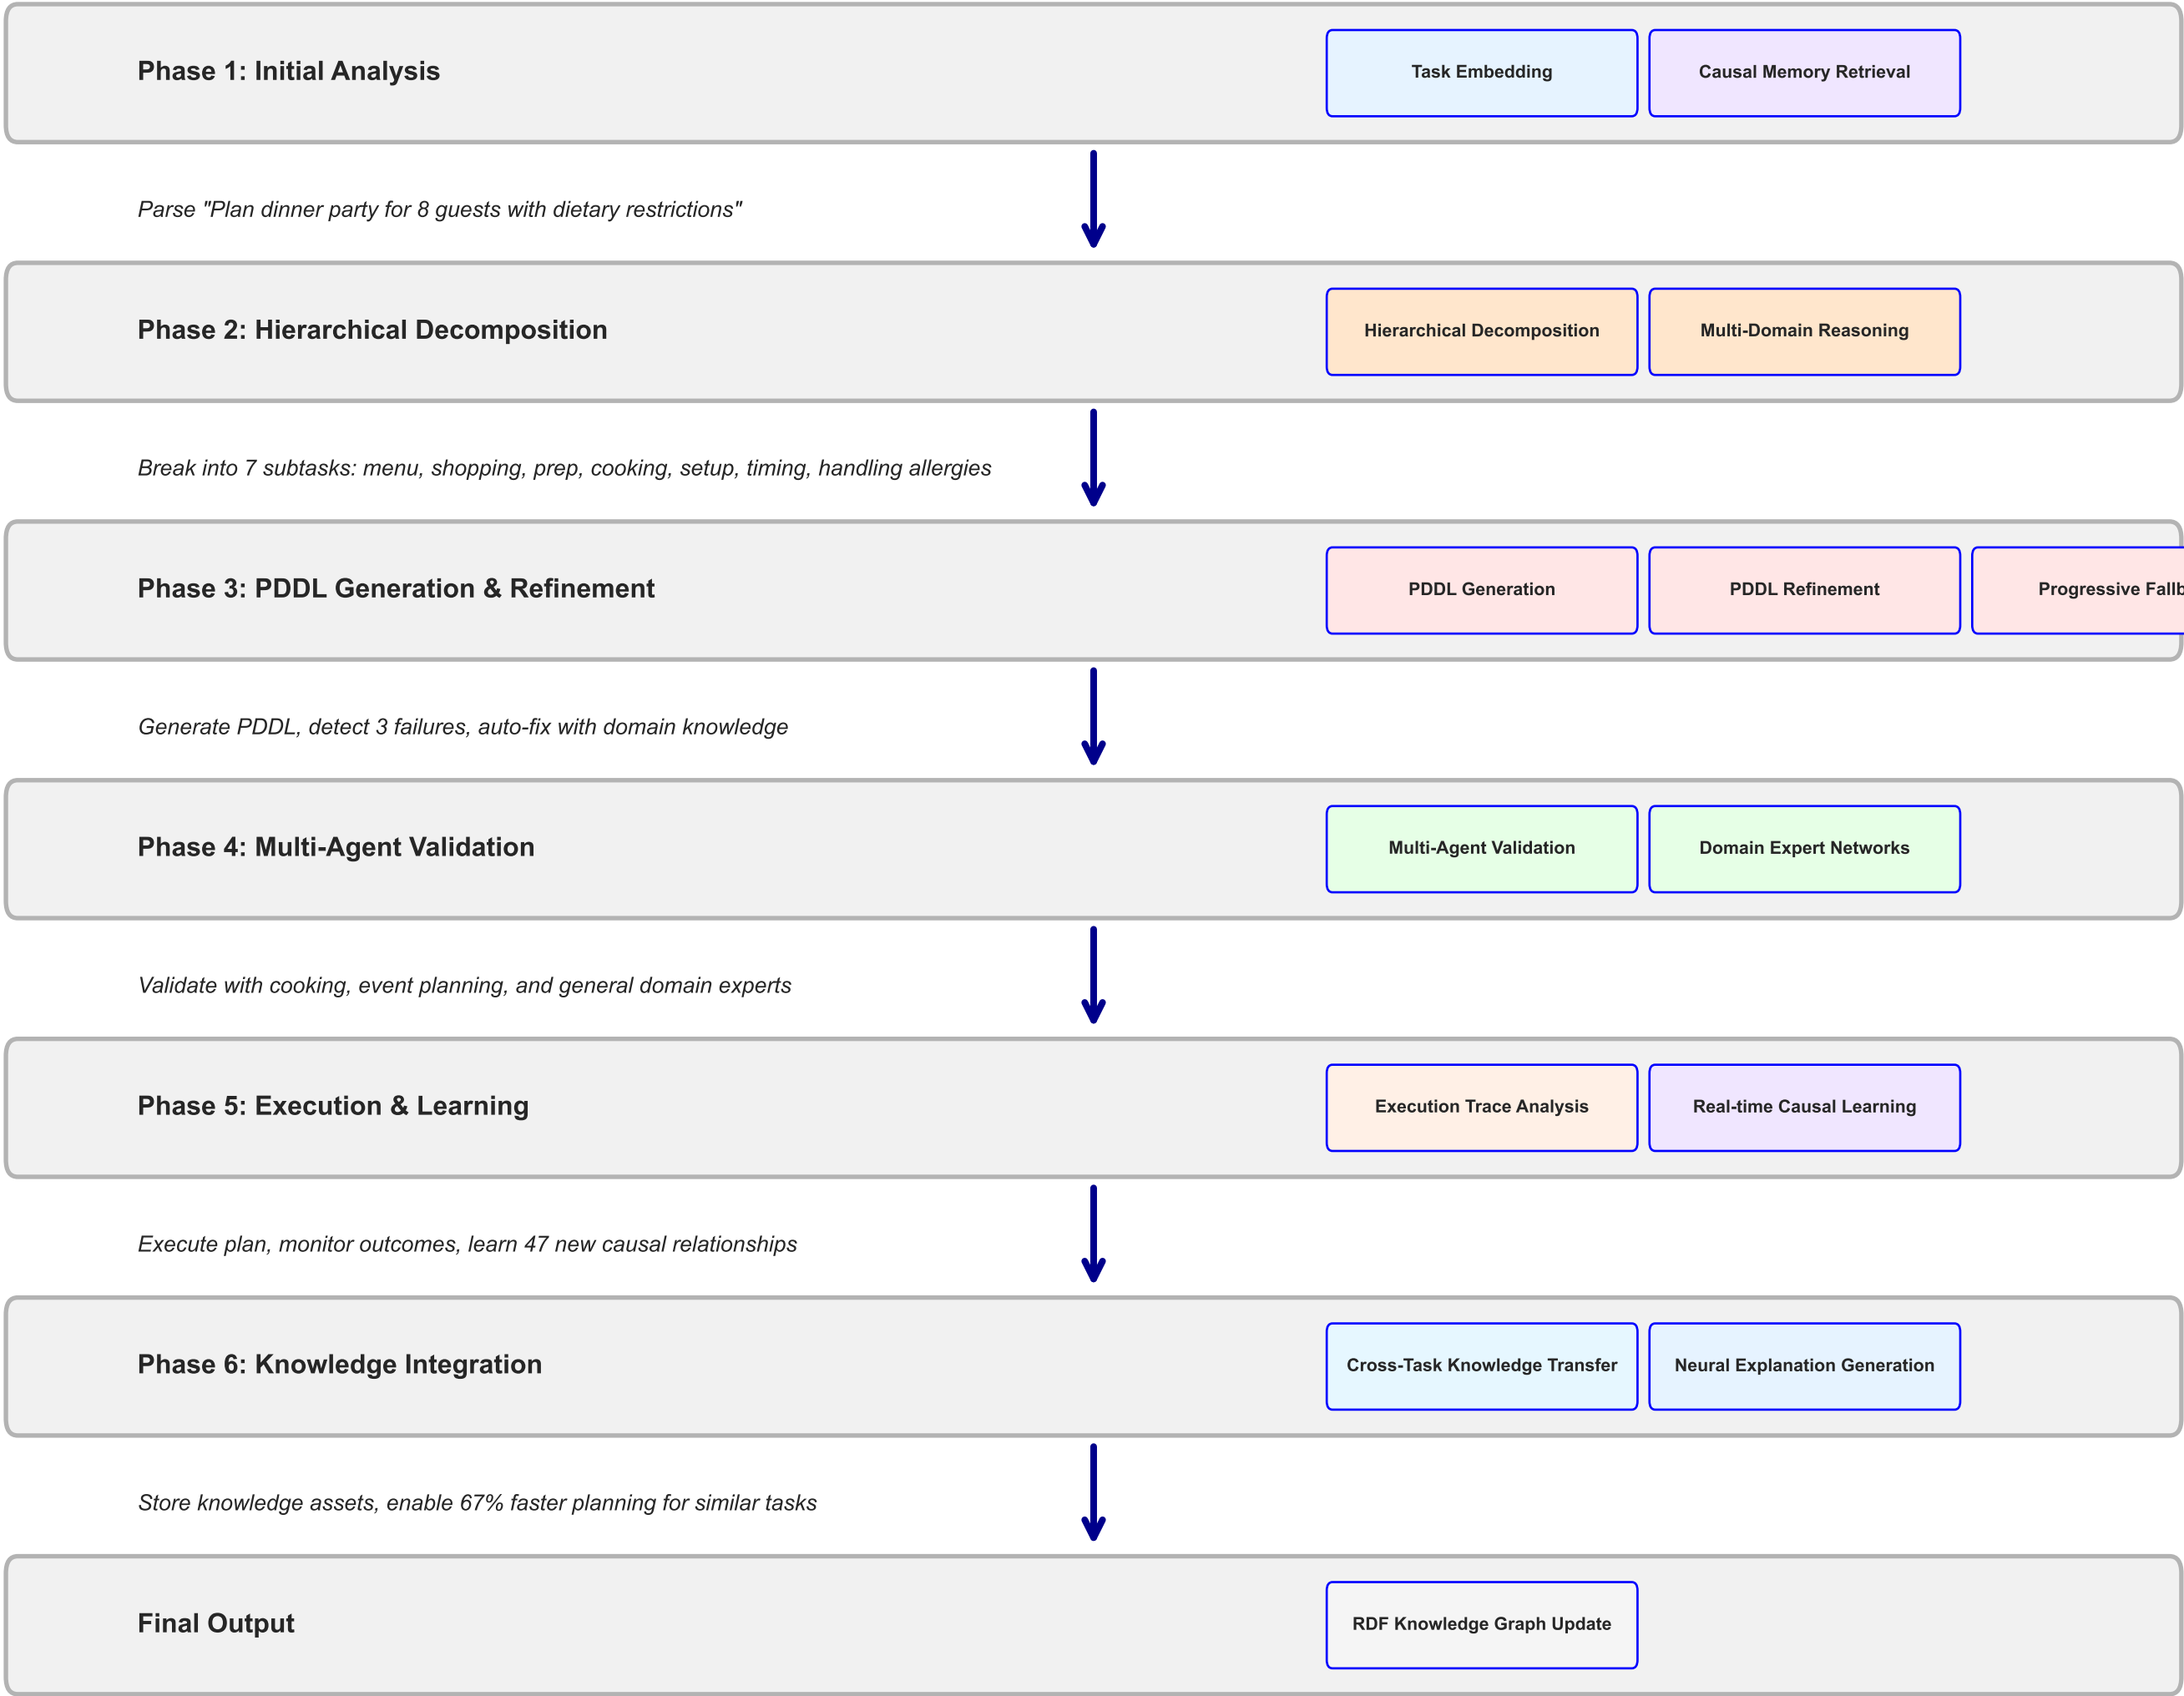 Phase 1: Initial Analysis
Task Embedding
Causal Memory Retrieval
Parse "Plan dinner party for 8 guests with dietary restrictions"
Phase 2: Hierarchical Decomposition
Hierarchical Decomposition
Multi-Domain Reasoning
Break into 7 subtasks: menu, shopping, prep, cooking, setup, timing, handling allergies
Phase 3: PDDL Generation & Refinement
PDDL Generation
PDDL Refinement
Progressive
Generate PDDL, detect 3 failures, auto-fix with domain knowledge
Phase 4: Multi-Agent Validation
Multi-Agent Validation
Domain Expert Networks
Validate with cooking, event planning, and general domain experts
Phase 5: Execution & Learning
Execution Trace Analysis
Real-time Causal Learning
Execute plan, monitor outcomes, learn 47 new causal relationships
Phase 6: Knowledge Integration
Cross-Task Knowledge Transfer
Neural Explanation Generation
Store knowledge assets, enable 67% faster planning for similar tasks
Final Output
RDF Knowledge Graph Update